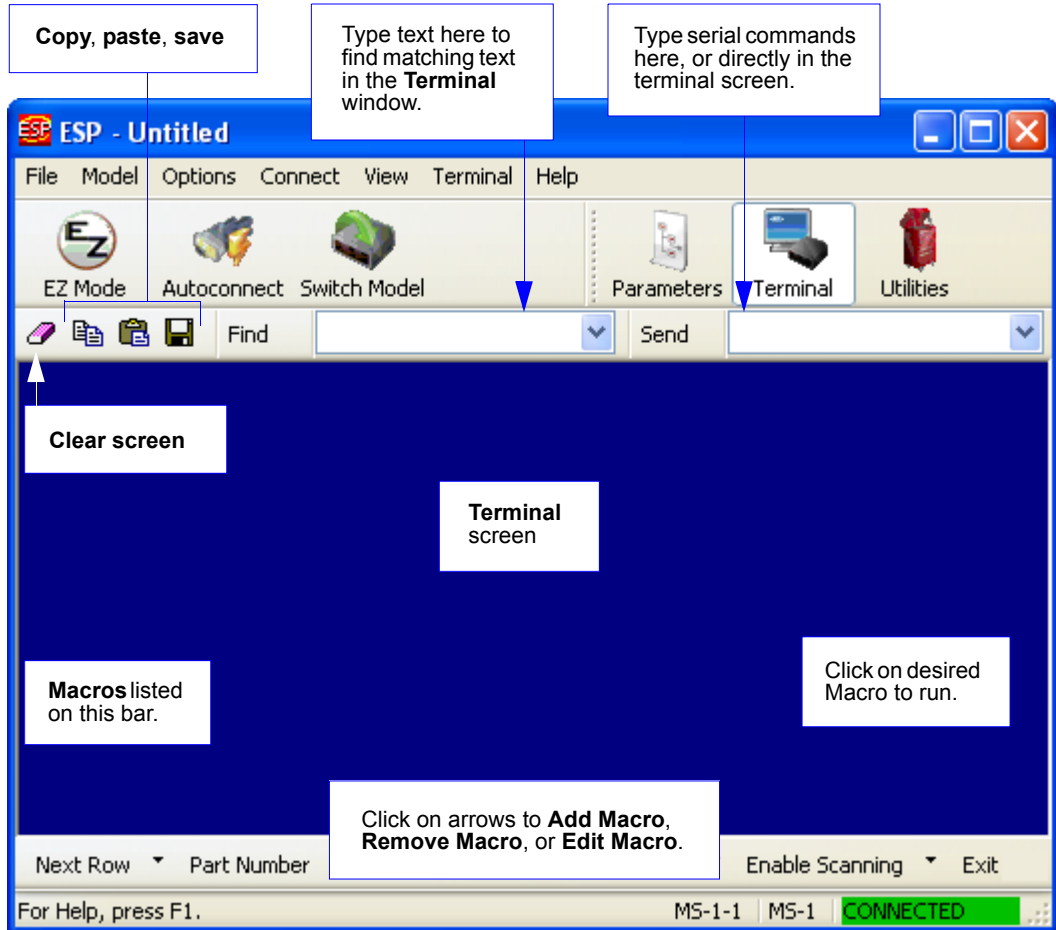 Copy, paste, save
Type text here to
find matching text
in the Terminal
window.
Type serial commands
here, or directly in the
terminal screen.
ESP ESP - Untitled
File Model Options Connect View Terminal Help
EZ
EZ Mode Autoconnect Switch Model Parameters Terminal Utilities
Find Send
Clear screen
Terminal
screen
Macros listed
on this bar.
Click on desired
Macro to run.
Click on arrows to Add Macro,
Remove Macro, or Edit Macro.
Next Row Part Number Enable Scanning Exit
For Help, press F1. MS-1-1 MS-1 CONNECTED